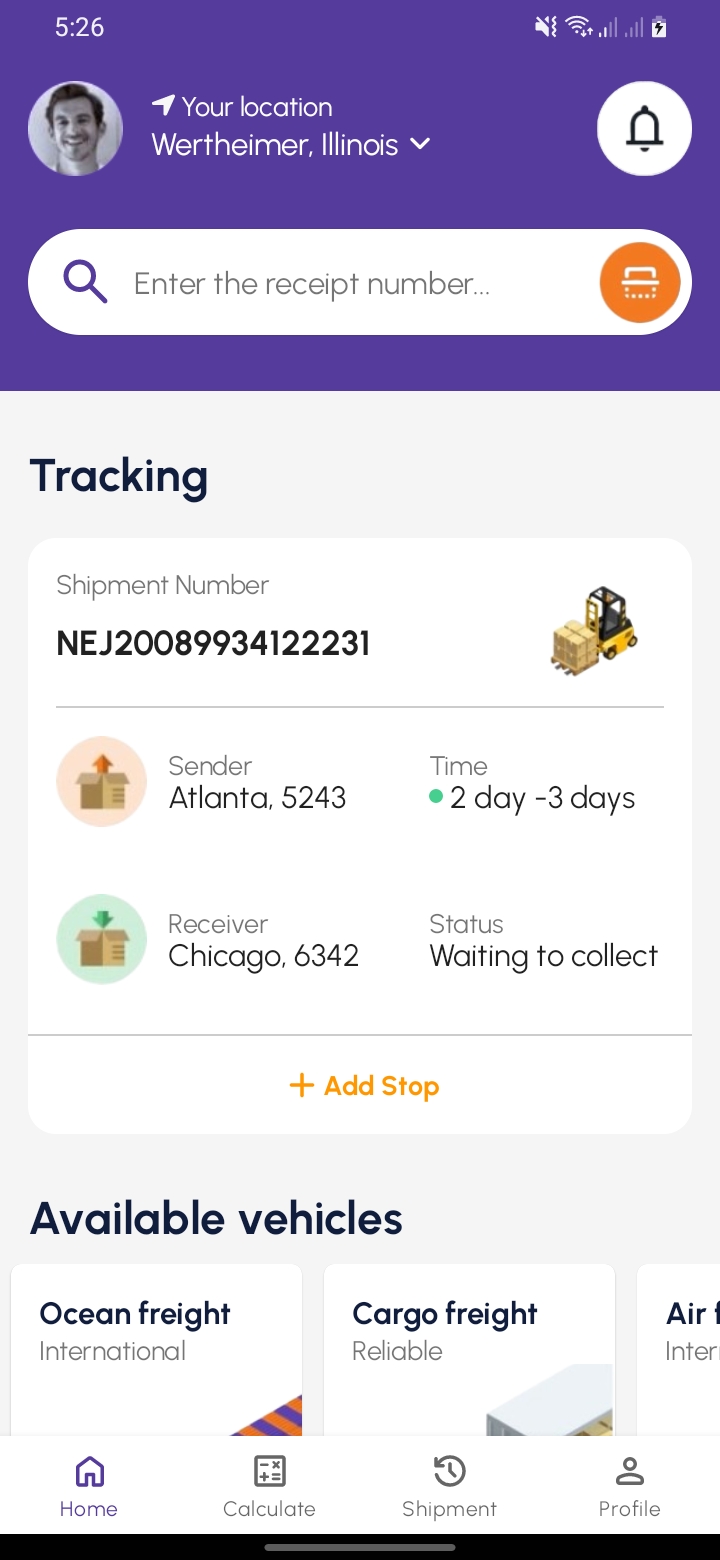 5:26
Your location
Wertheimer, Illinois
Enter the receipt number...
Tracking
Shipment Number
NEJ20089934122231
Sender
Atlanta, 5243
Time
2 day -3 days
Receiver
Chicago, 6342
Status
Waiting to collect
Add Stop
Available vehicles
Ocean freight
International
Cargo freight
Reliable
Air f
Inter
Home
Calculate
Shipment
Profile